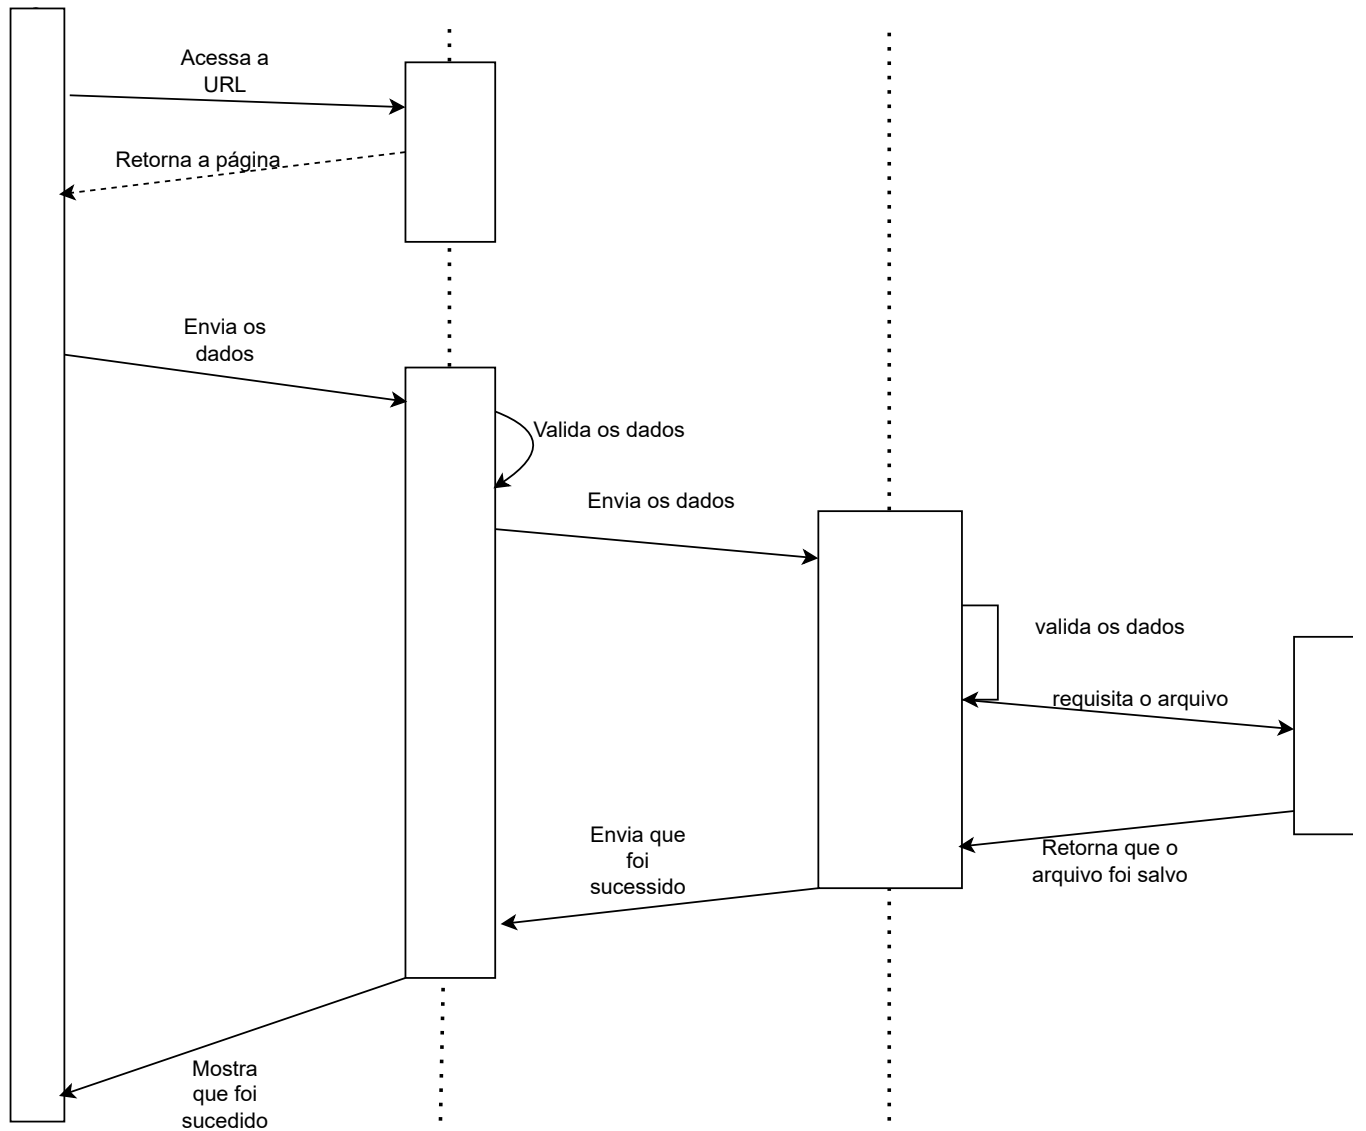 Acessa a
URL
Retorna a página
Envia os
dados
Valida os dados
Envia os dados
valida os dados
requisita o arquivo
Envia que
foi
sucessido
Retorna que o
arquivo foi salvo
Mostra
que foi
sucedido